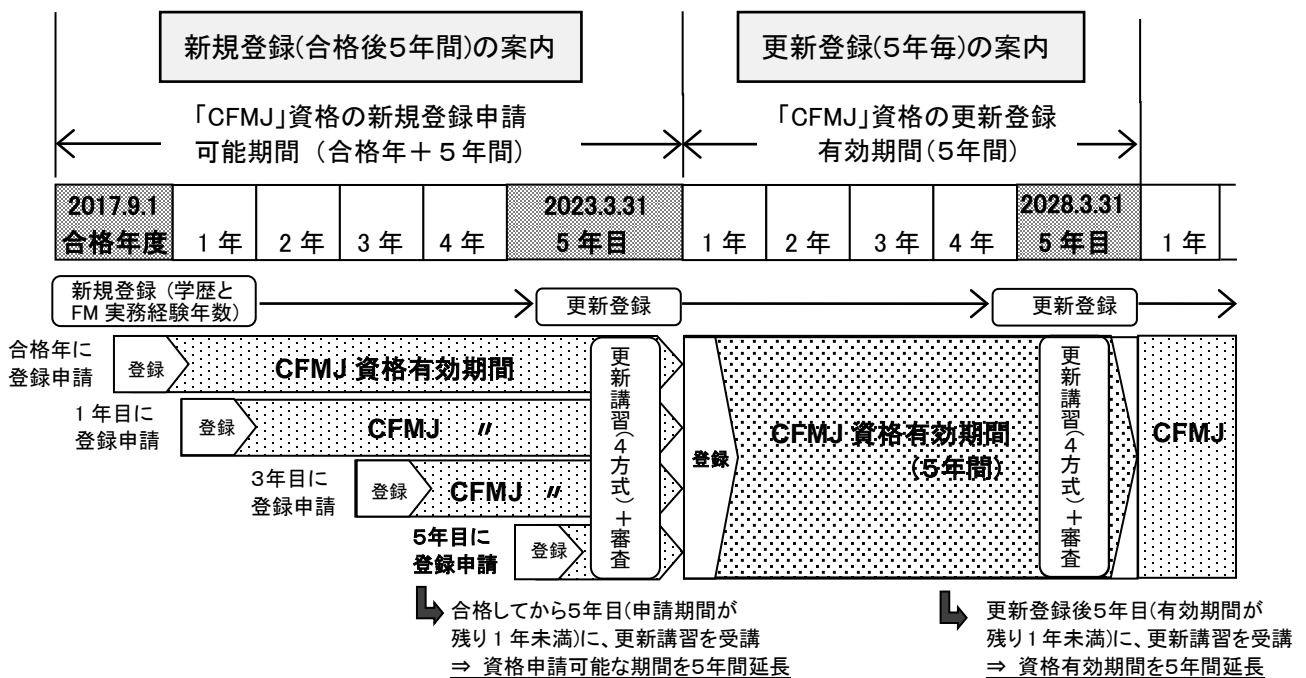 新規登録(合格後5年間)の案内
更新登録(5年毎)の案内
「CFMJ」資格の新規登録申請
可能期間 (合格年+5年間)
「CFMJ」資格の更新登録
有効期間(5年間)
2017.9.1
合格年度
1年
2年
3年
4年
2023.3.31
5年目
1年
2年
3年
4年
2028.3.31
5年目
1年
新規登録 (学歴と
FM 実務経験年数)
更新登録
更新登録
合格年に
登録申請
登録
CFMJ 資格有効期間
1年目に
登録申請
登録
CFMJ 〃
3年目に
登録申請
登録
CFMJ 〃
5年目に
登録申請
登録
更新講習(4方式)+審査
登録
CFMJ 資格有効期間
(5年間)
更新講習(4方式)+審査
CFMJ
合格してから5年目(申請期間が
残り1年未満)に、更新講習を受講
⇒ 資格申請可能な期間を5年間延長
更新登録後5年目(有効期間が
残り1年未満)に、更新講習を受講
⇒ 資格有効期間を5年間延長